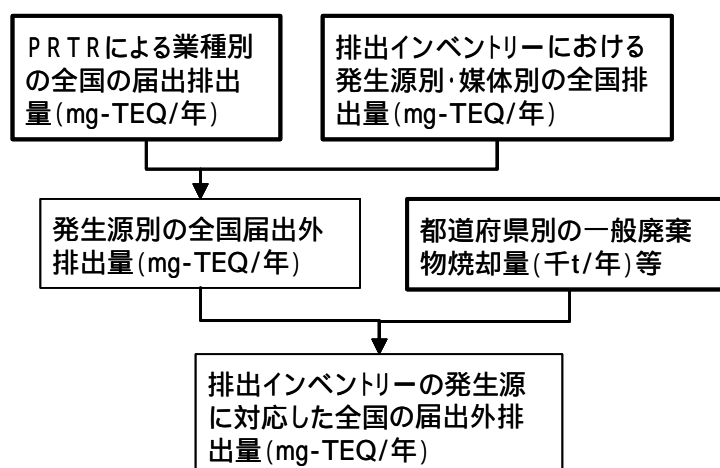 ＰＲＴＲによる業種別
の全国の届出排出
量(mg-TEQ/年)
排出インベントリーにおける
発生源別･媒体別の全国排
出量(mg-TEQ/年)
発生源別の全国届出外
排出量(mg-TEQ/年)
都道府県別の一般廃棄
物焼却量(千t/年)等
排出インベントリーの発生源
に対応した全国の届出外排
出量(mg-TEQ/年)